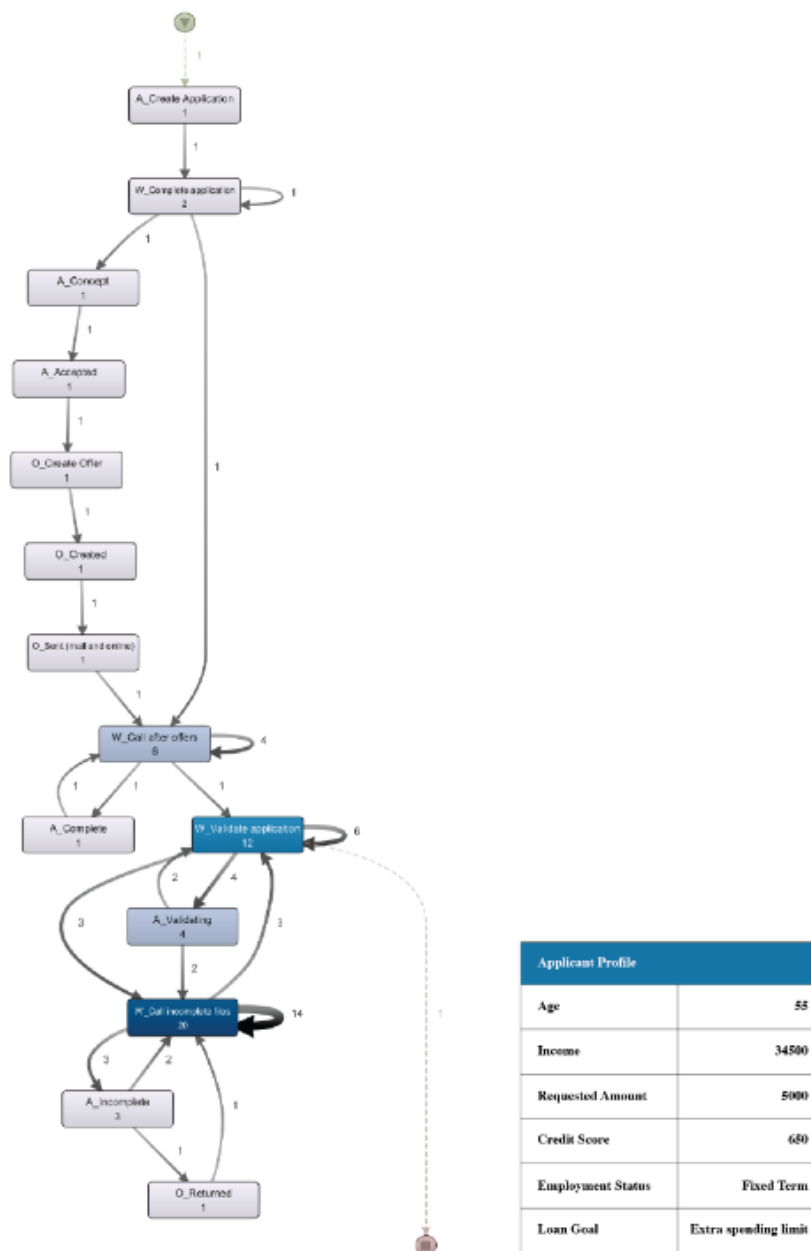 1
A_Create Application
1
1
W_Complete application
2
1
1
A_Concept
1
1
A_Accepted
1
1
O_Create Offer
1
1
1
O_Created
1
1
O_Sent (mail and online)
1
1
W_Call after offers
6
4
1
1
1
A_Complete
1
W_Validate application
12
6
2
4
3
A_Validating
4
3
2
1
W_Call incomplete files
20
14
3
2
A_Incomplete
3
1
1
O_Returned
1
Applicant Profile
Age 55
Income 34500
Requested Amount 5000
Credit Score 650
Employment Status Fixed Term
Loan Goal Extra spending limit